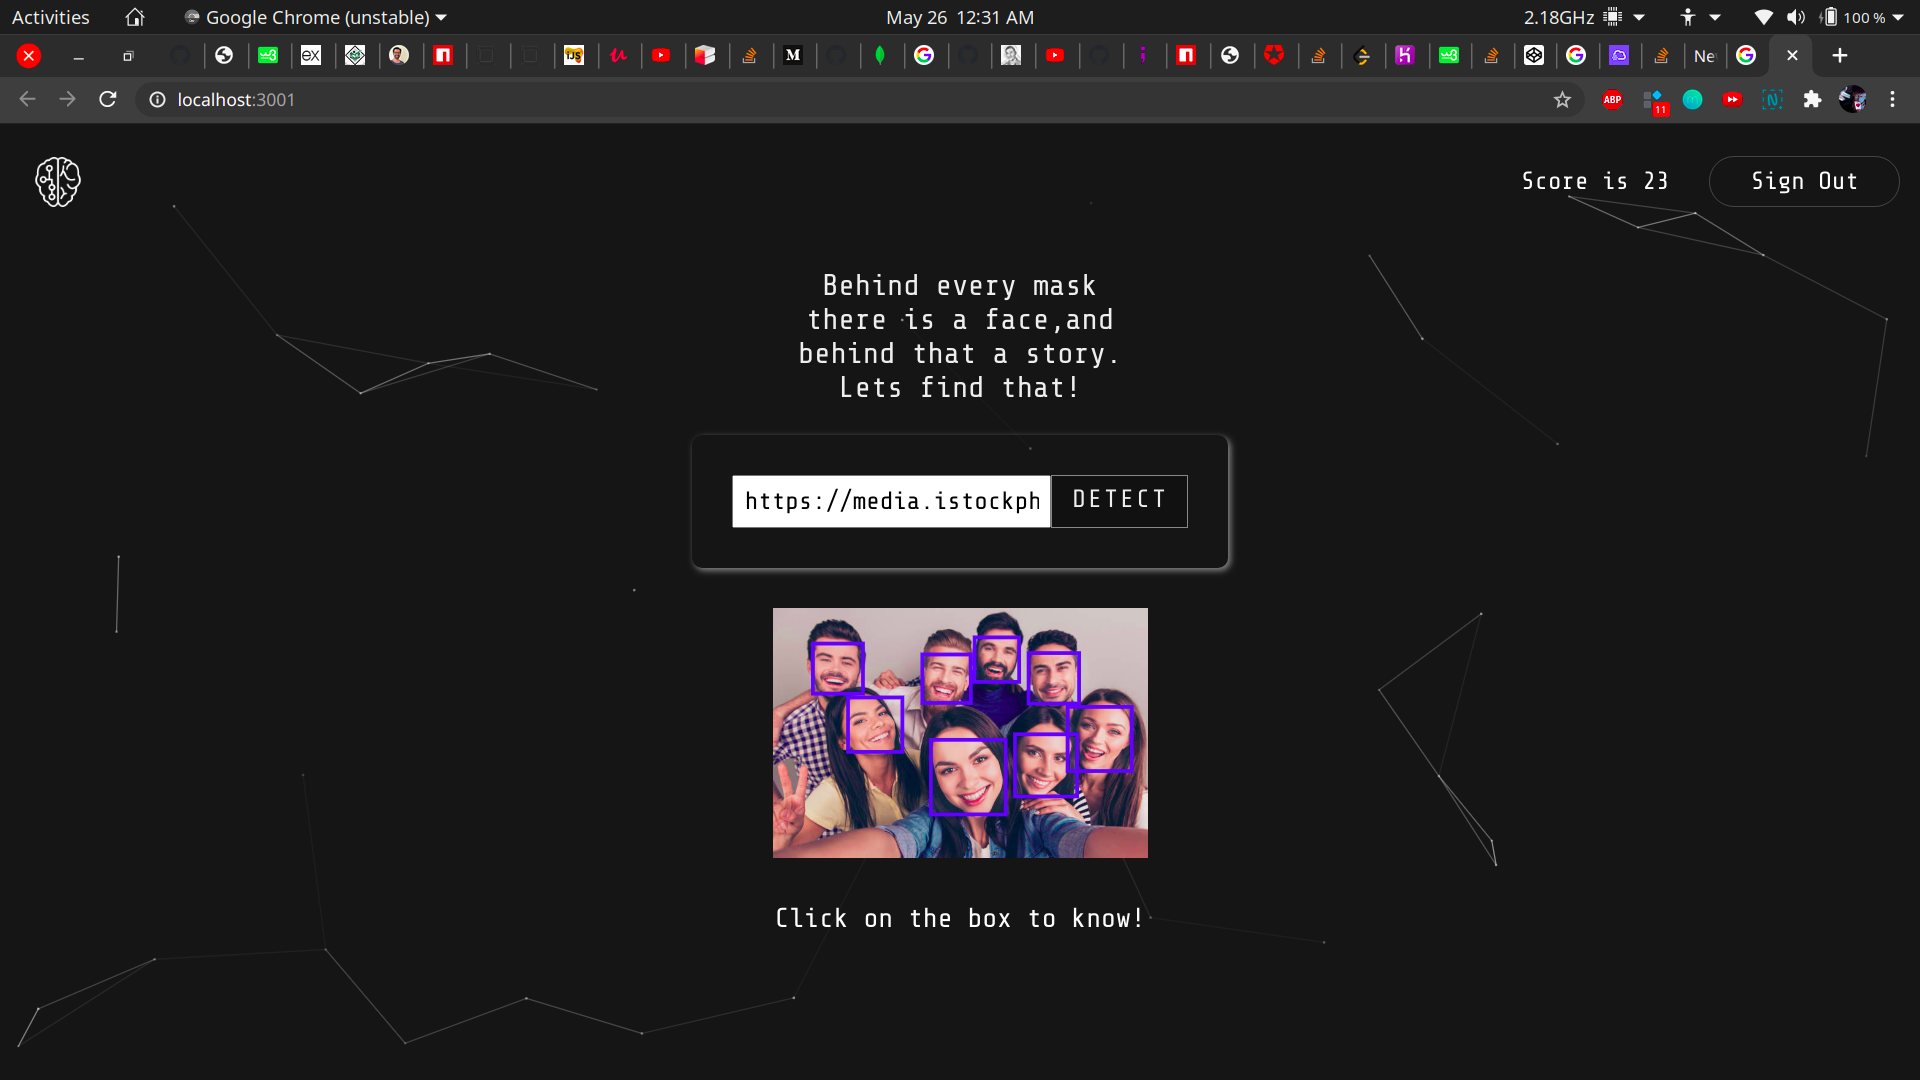 Activities
Google Chrome (unstable)
May 26 12:31 AM
2.18GHz
100 %
EX
JS
M
Ne
localhost:3001
ABP
11
Score is 23
Sign Out
Behind every mask
there is a face,and
behind that a story.
Lets find that!
https://media.istockph
DETECT
Click on the box to know!